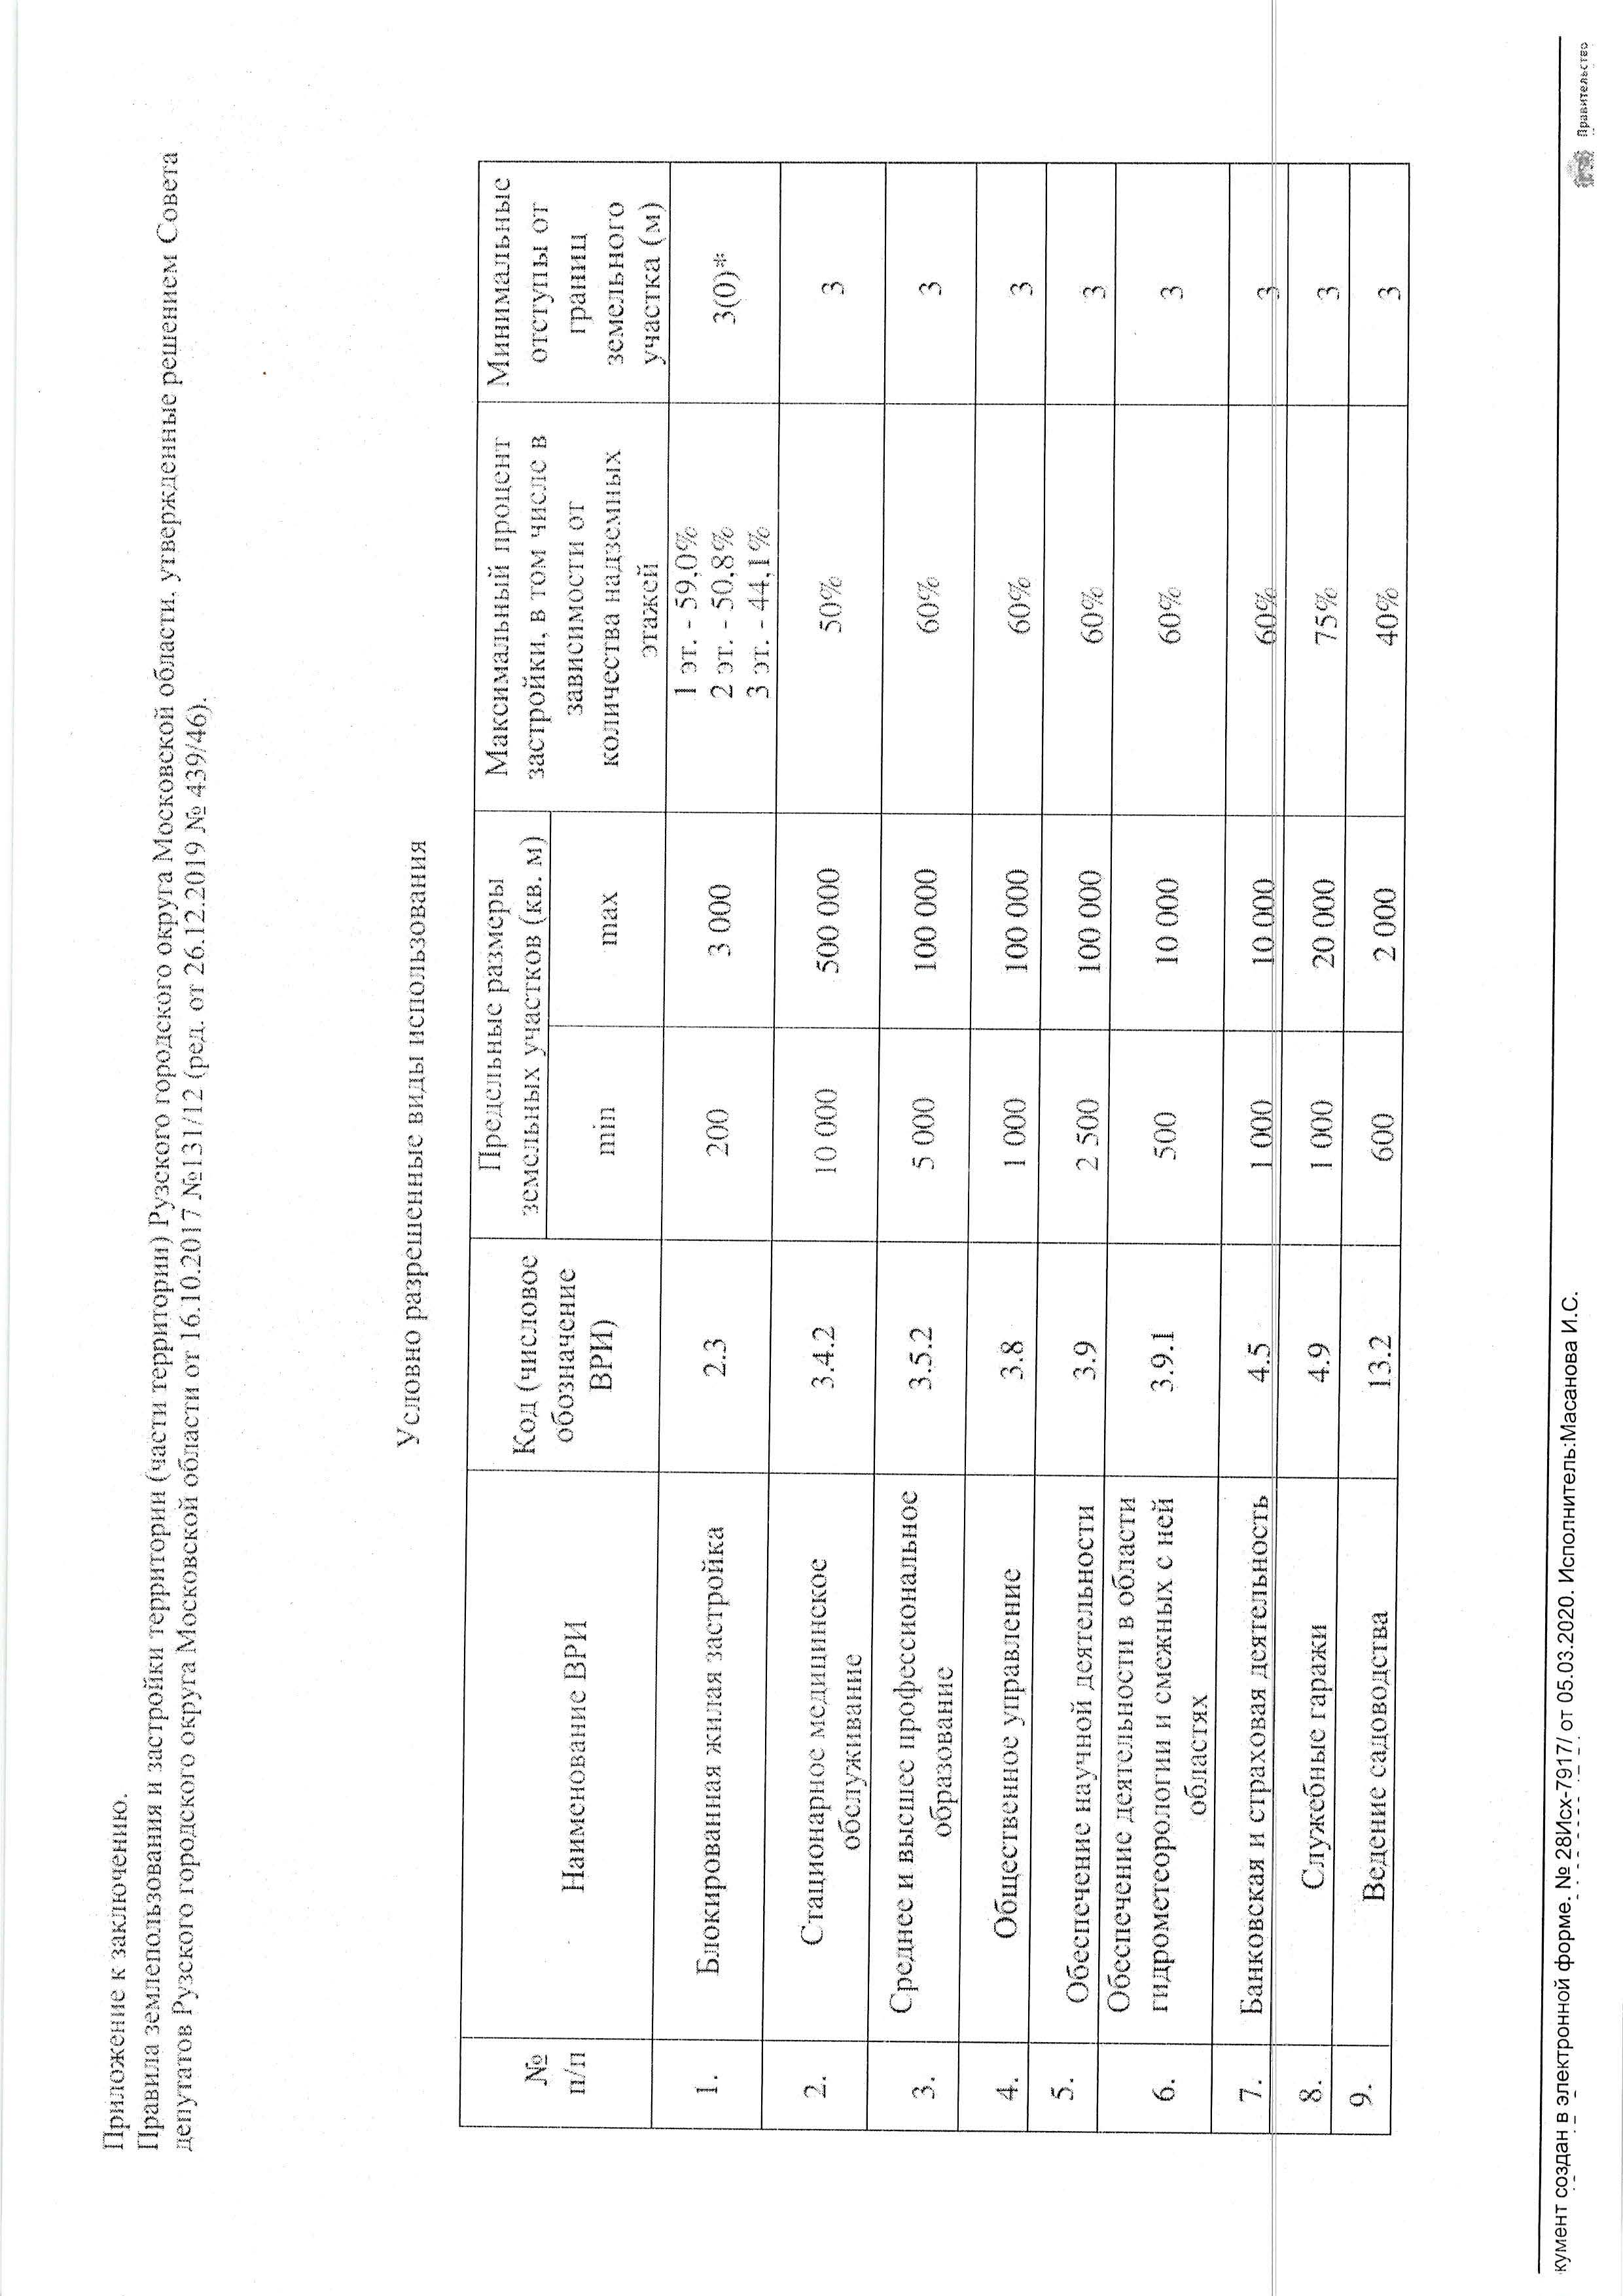 Приложение к заключению.
Правила землепользования и застройки территории (части территории) Рузского городского округа Московской области, утвержденные решением Совета
депутатов Рузского городского округа Московской области от 16.10.2017 №131/12 (ред. от 26.12.2019 № 439/46).
Условно разрешенные виды использования
№
п/п
Наименование ВРИ
Код (числовое
обозначение
ВРИ)
Предельные размеры
земельных участков (кв. м)
min
max
Максимальный процент
застройки, в том числе в
зависимости от
количества надземных
этажей
Минимальные
отступы от
границ
земельного
участка (м)
1. Блокированная жилая застройка 2.3 200 3 000 1 эт. - 59,0% 3(0)*
2 эт. - 50,8%
3 эт. - 44,1%
2. Стационарное медицинское 3.4.2 10 000 500 000 50% 3
обслуживание
3. Среднее и высшее профессиональное 3.5.2 5 000 100 000 60% 3
образование
4. Общественное управление 3.8 1 000 100 000 60% 3
5. Обеспечение научной деятельности 3.9 2 500 100 000 60% 3
6. Обеспечение деятельности в области 3.9.1 500 10 000 60% 3
гидрометеорологии и смежных с ней
областях
7. Банковская и страховая деятельность 4.5 1 000 10 000 60% 3
8. Служебные гаражи 4.9 1 000 20 000 75% 3
9. Ведение садоводства 13.2 600 2 000 40% 3
кумент создан в электронной форме. № 28Исх-7917/ от 05.03.2020. Исполнитель:Масанова И.С.
Правительство